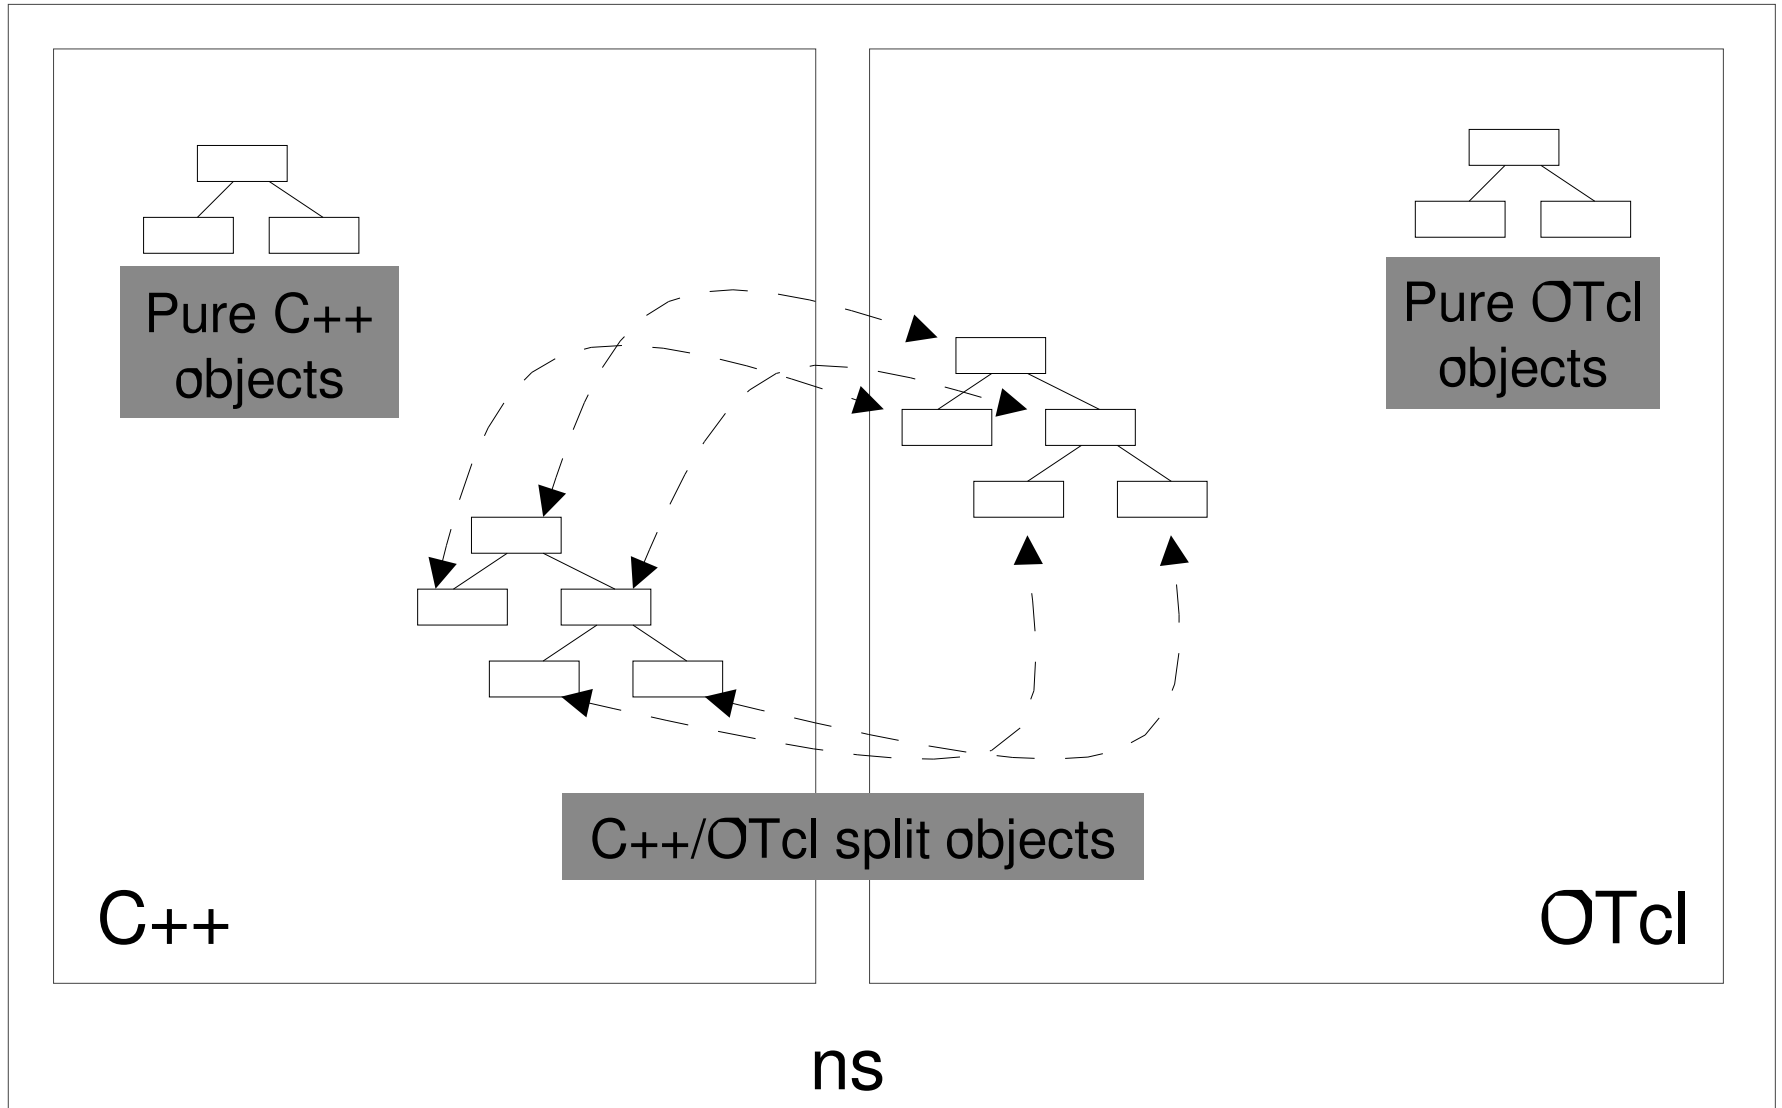 Pure C++
objects
Pure OTcl
objects
C++/OTcl split objects
C++
OTcl
ns